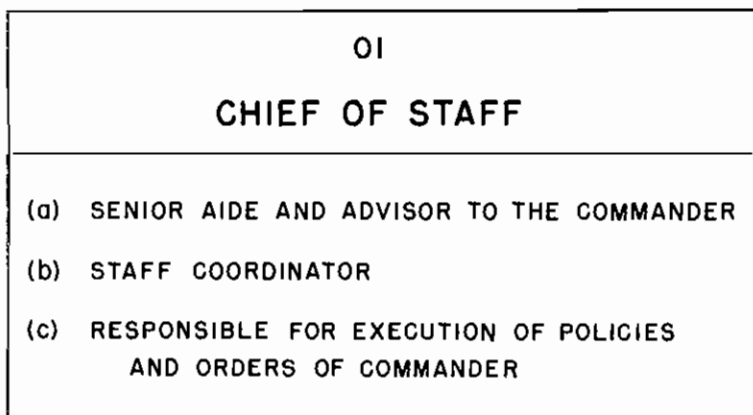 01
CHIEF OF STAFF
(a) SENIOR AIDE AND ADVISOR TO THE COMMANDER
(b) STAFF COORDINATOR
(c) RESPONSIBLE FOR EXECUTION OF POLICIES
AND ORDERS OF COMMANDER